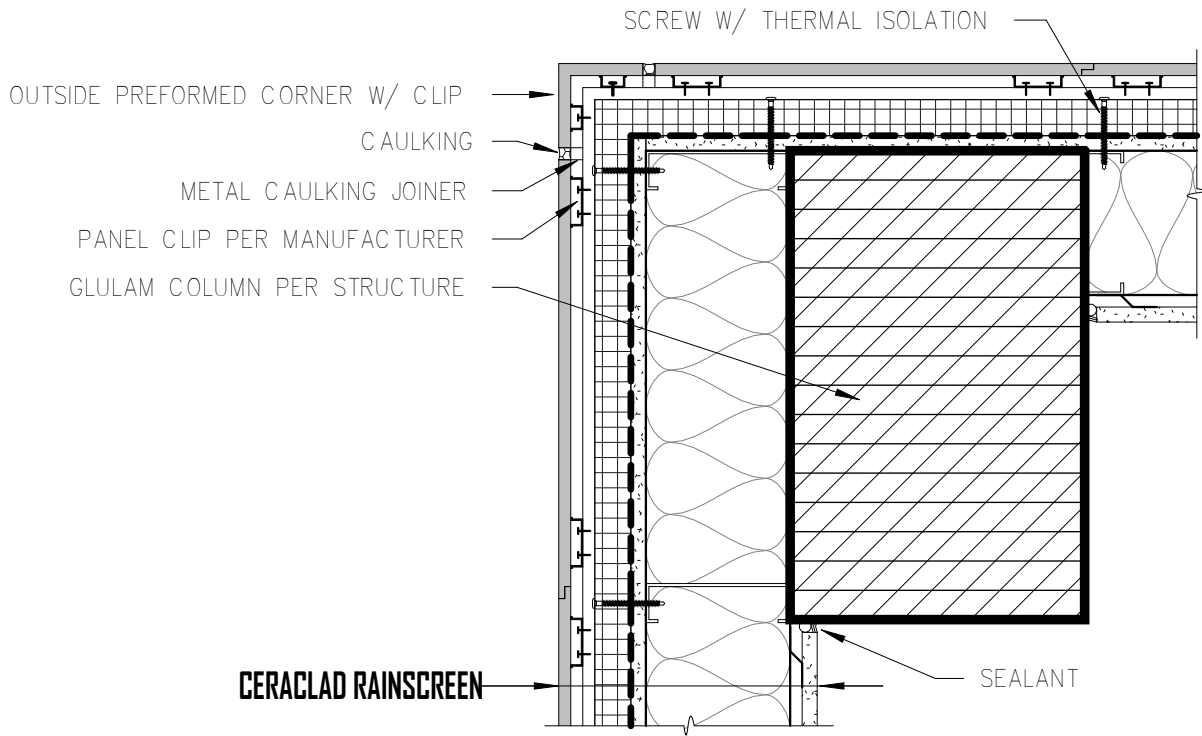 SCREW W/ THERMAL ISOLATION
OUTSIDE PREFORMED CORNER W/ CLIP
CAULKING
METAL CAULKING JOINER
PANEL CLIP PER MANUFACTURER
GLULAM COLUMN PER STRUCTURE
CERACLAD RAINSCREEN
SEALANT